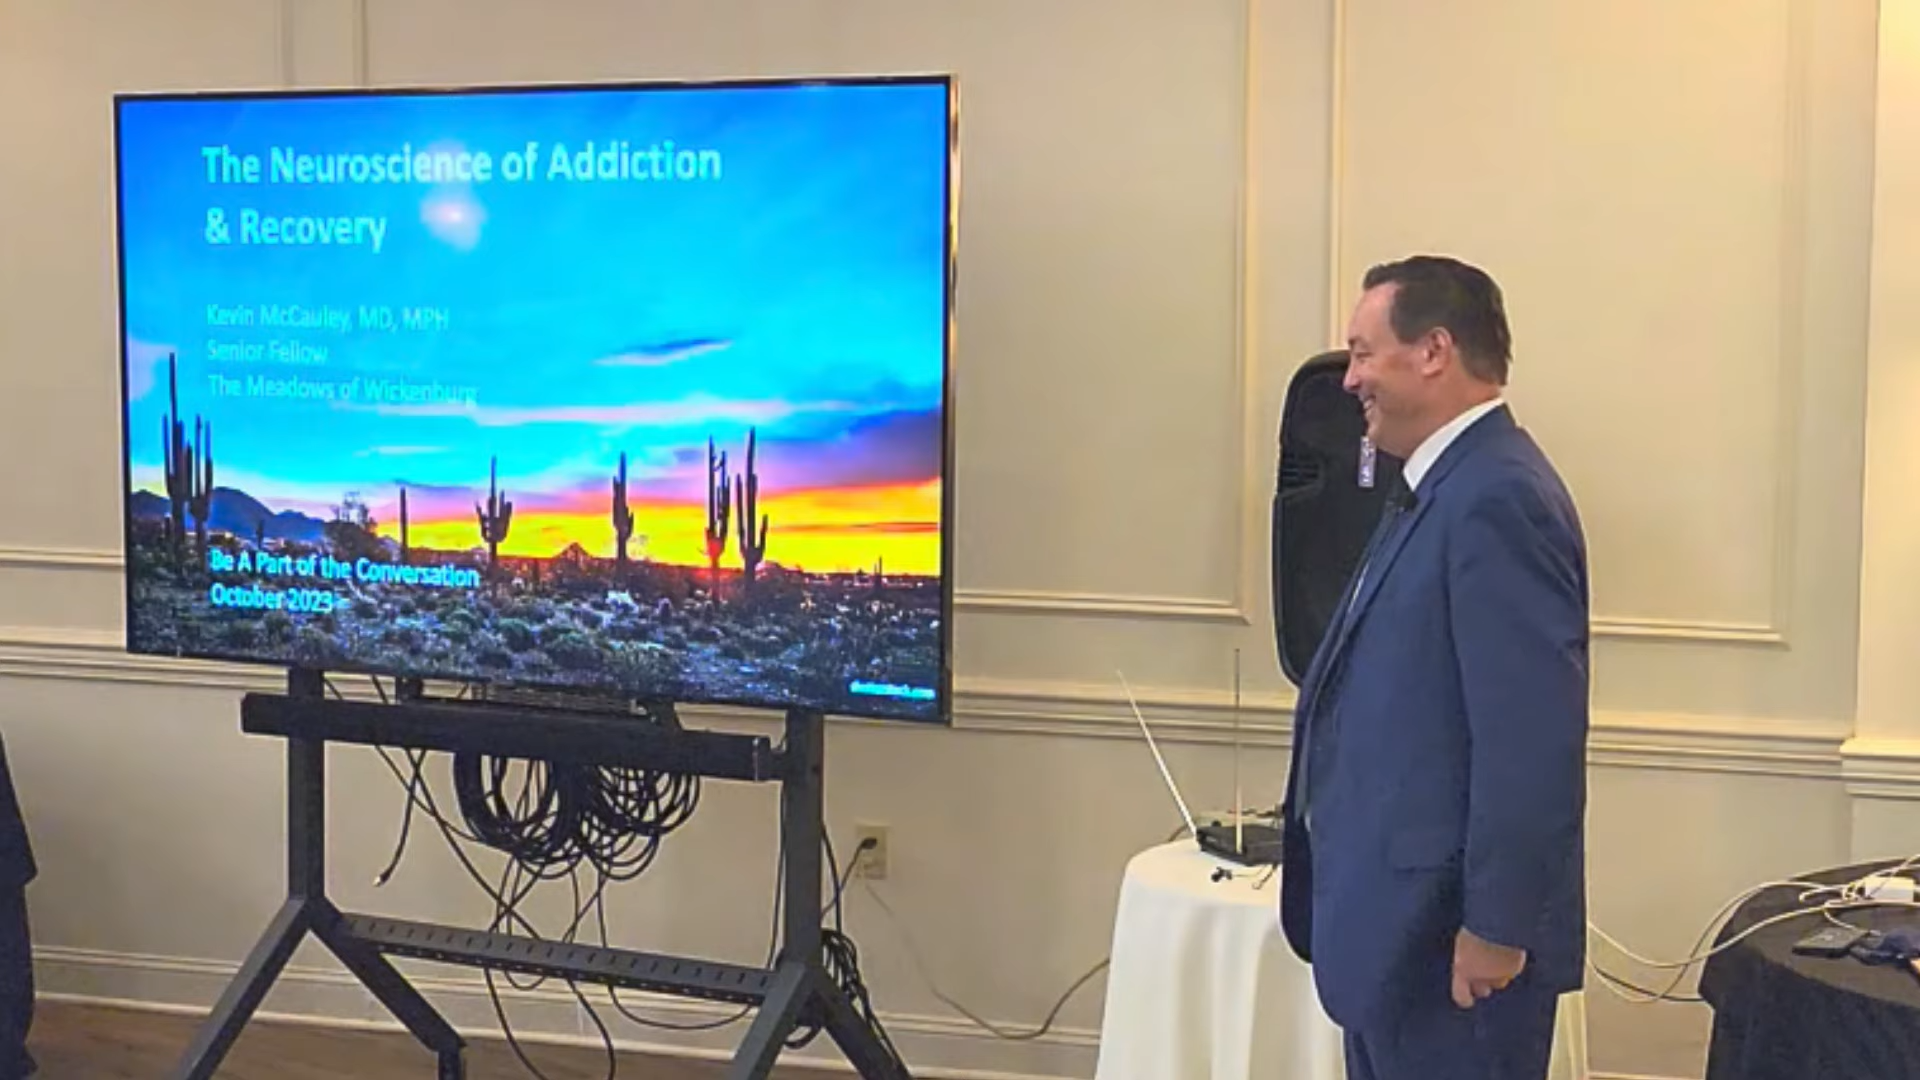 The Neuroscience of Addiction
& Recovery
Kevin McCauley, MD, MPH
Senior Fellow
The Meadows of Wickenburg
Be A Part of the Conversation
October 2023